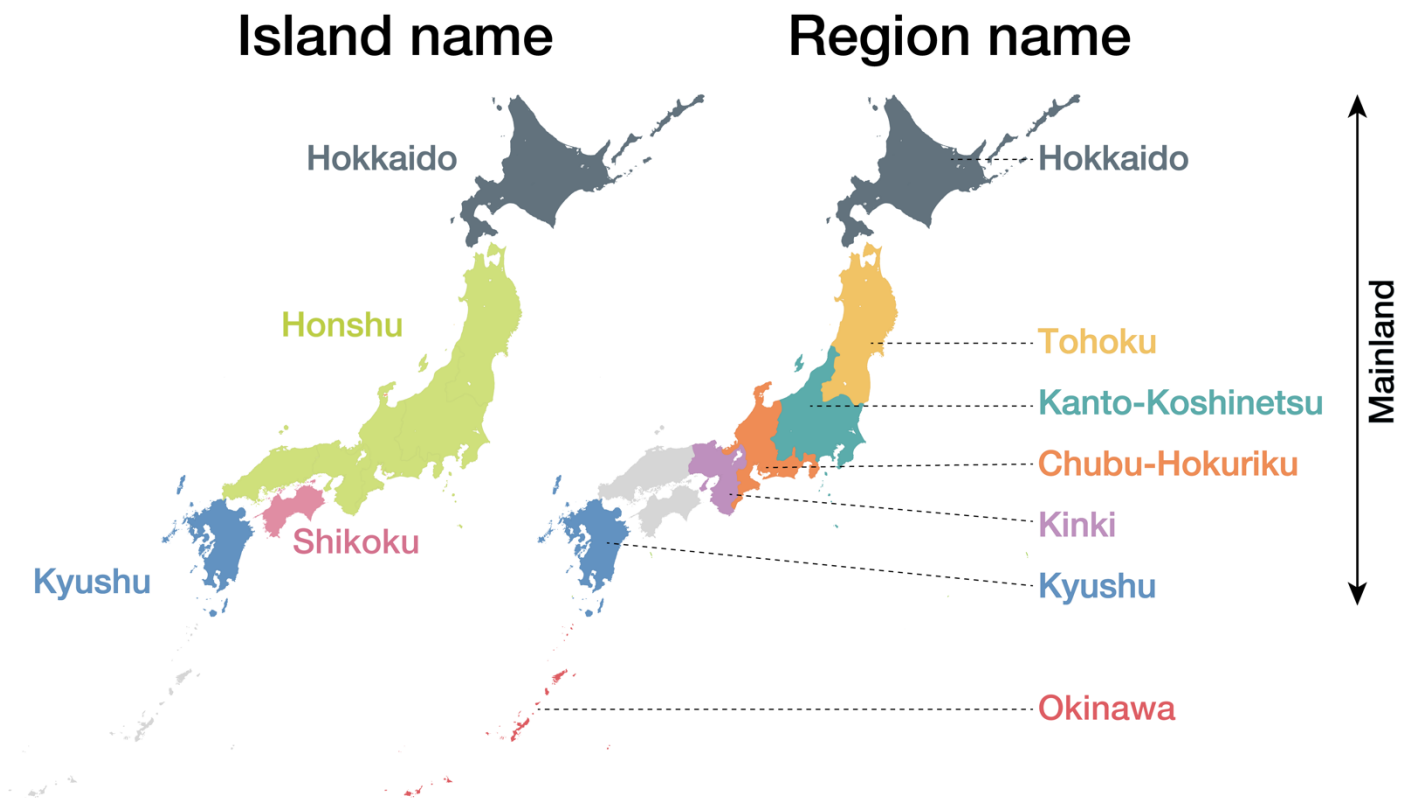 Island name
Region name
Hokkaido
Hokkaido
Honshu
Tohoku
Kanto-Koshinetsu
Chubu-Hokuriku
Kinki
Shikoku
Kyushu
Kyushu
Okinawa
Mainland